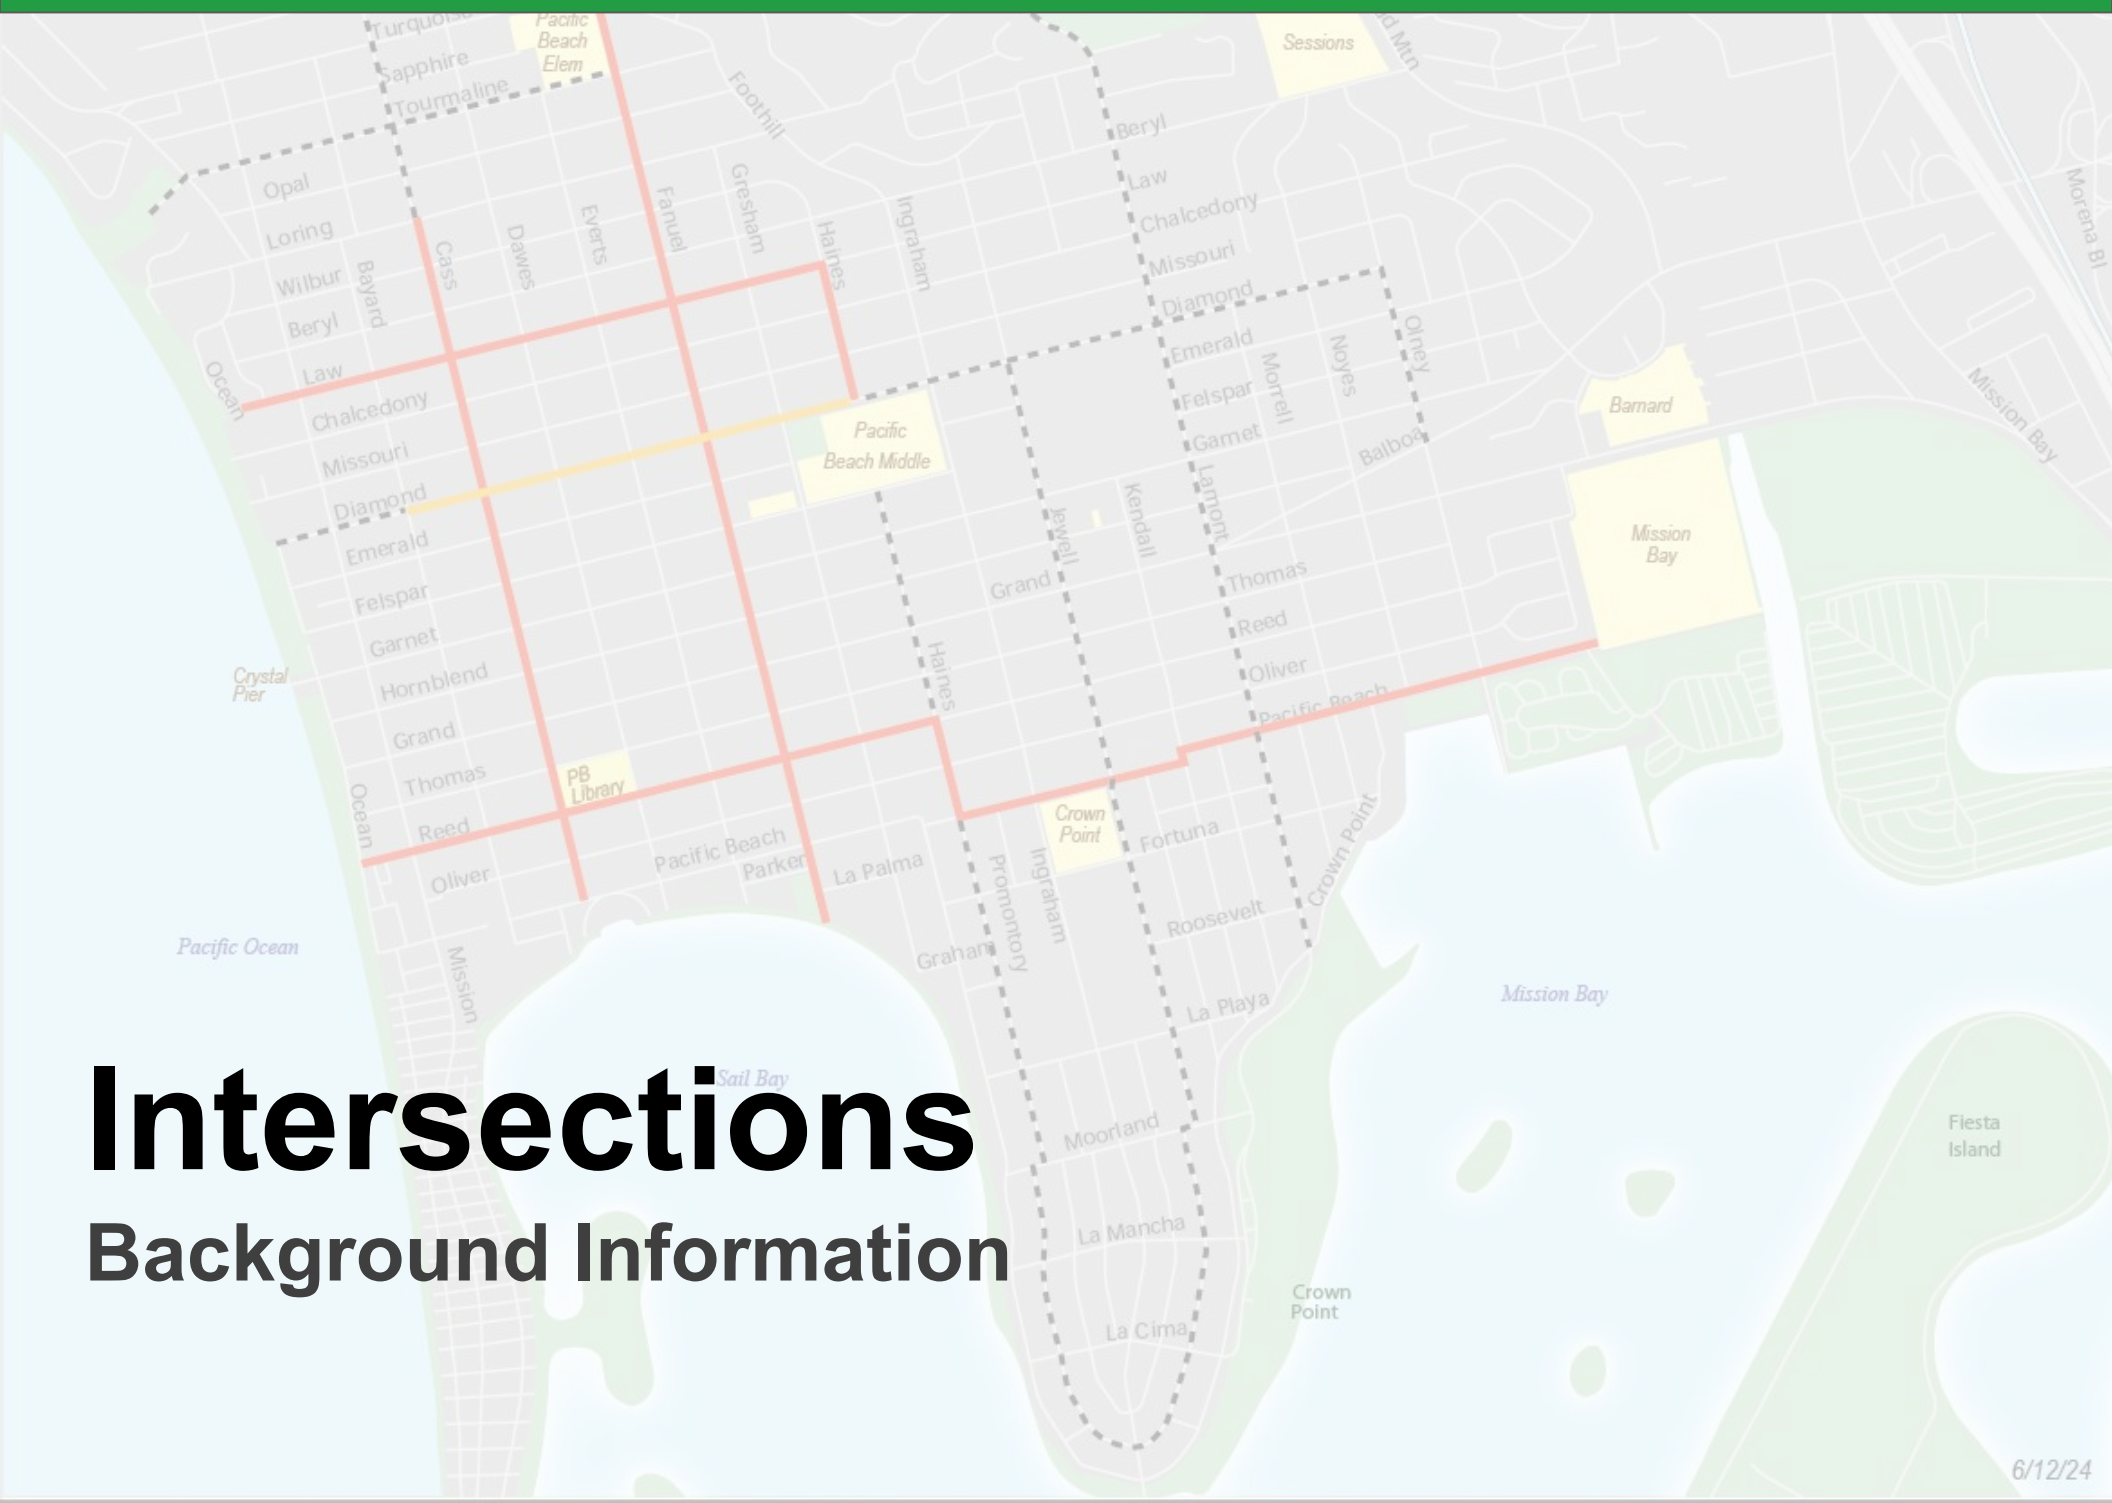 Turquoise
Pacific
Beach
Elem
Sapphire
Tourmaline
Foothill
Sessions
Mtn
Beryl
Law
Chalcedony
Missouri
Diamond
Emerald
Felspar
Garnet
Balboa
Morrell
Noyes
Olney
Morena Bl
Mission Bay
Opal
Loring
Wilbur
Beryl
Law
Chalcedony
Missouri
Diamond
Emerald
Felspar
Garnet
Hornblend
Grand
Thomas
Reed
Oliver
Ocean
Bayard
Cass
Dawes
Everts
Fanuel
Gresham
Haines
Ingraham
Pacific
Beach Middle
Barnard
Mission
Bay
Jewell
Kendall
Lamont
Grand
Thomas
Reed
Oliver
Pacific Beach
Haines
Crystal
Pier
PB
Library
Ocean
Pacific Beach
Parker
La Palma
Crown
Point
Fortuna
Crown Point
Promontory
Ingraham
Roosevelt
Graham
La Playa
Pacific Ocean
Mission
Mission Bay
Sail Bay
Intersections
Moorland
Fiesta
Island
La Mancha
Background Information
Crown
Point
La Cima
6/12/24